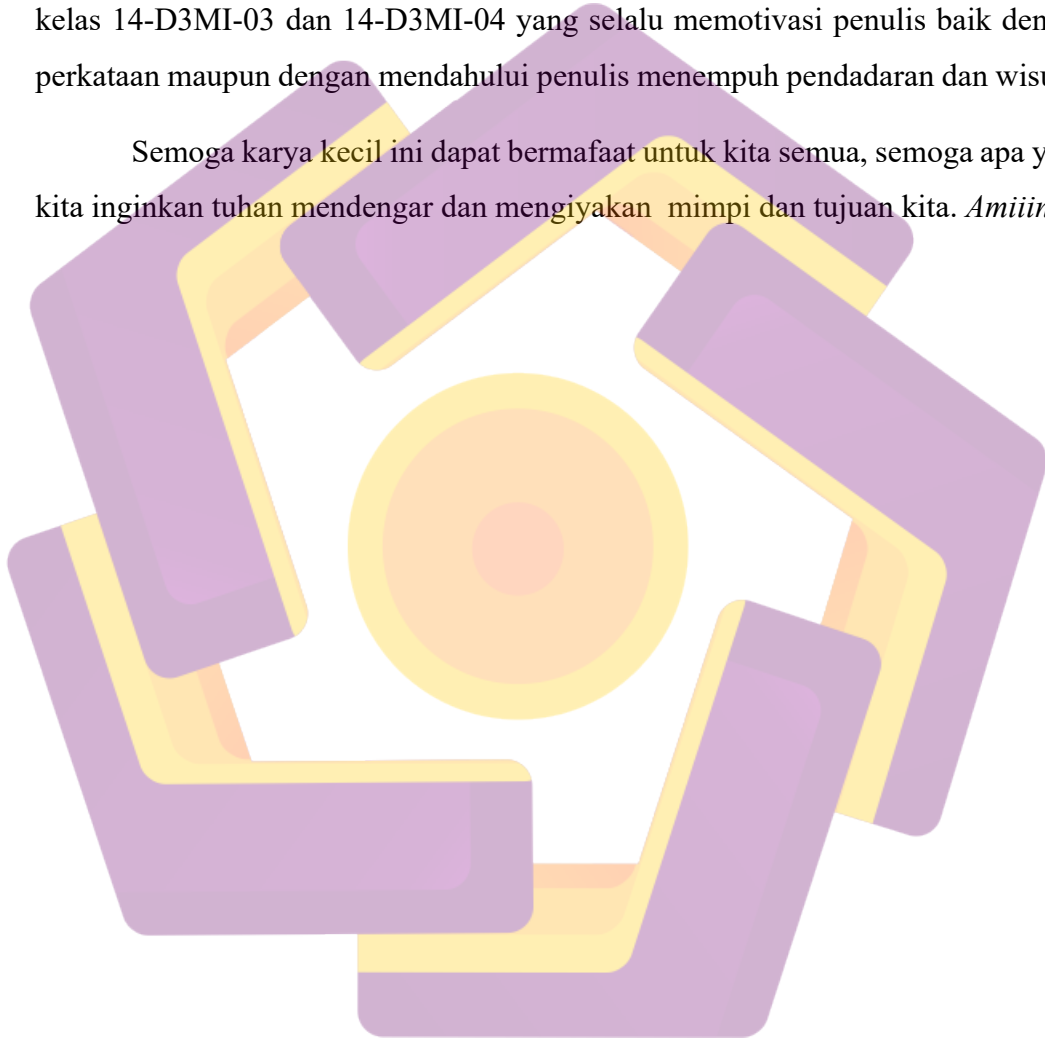 kelas 14-D3MI-03 dan 14-D3MI-04 yang selalu memotivasi penulis baik den
perkataan maupun dengan mendahului penulis menempuh pendadaran dan wisu
Semoga karya kecil ini dapat bermafaat untuk kita semua, semoga apa y
kita inginkan tuhan mendengar dan mengiyakan mimpi dan tujuan kita. Amiiin